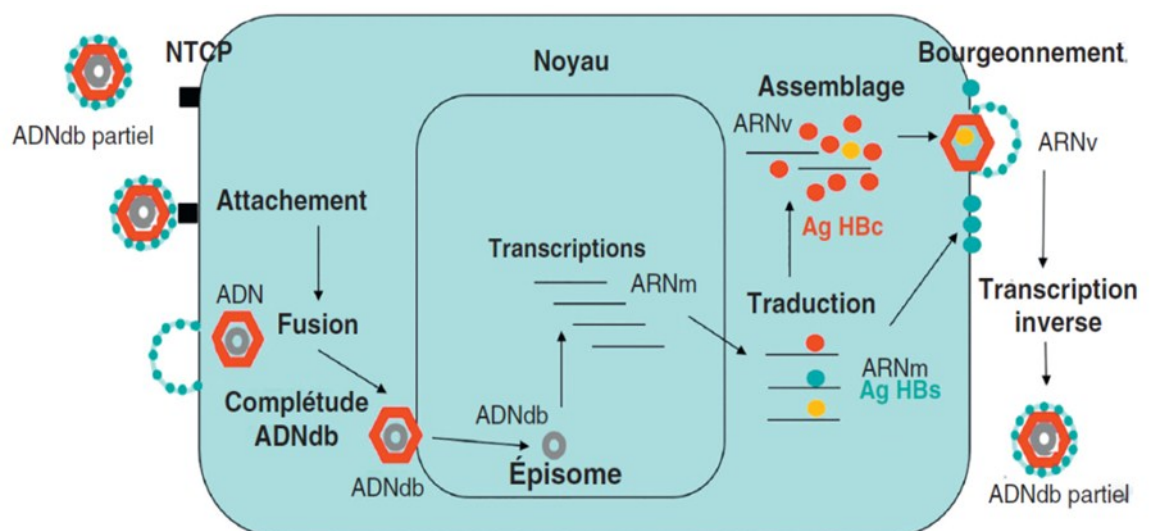 NTCP
ADNdb partiel
Attachement
ADN
Fusion
Complétude
ADNdb
ADNdb
Noyau
Transcriptions
ARNm
ADNdb
Épisome
Traduction
ARNm
Ag HBs
Assemblage
ARNv
Ag HBc
Bourgeonnement
ARNv
Transcription
inverse
ADNdb partiel